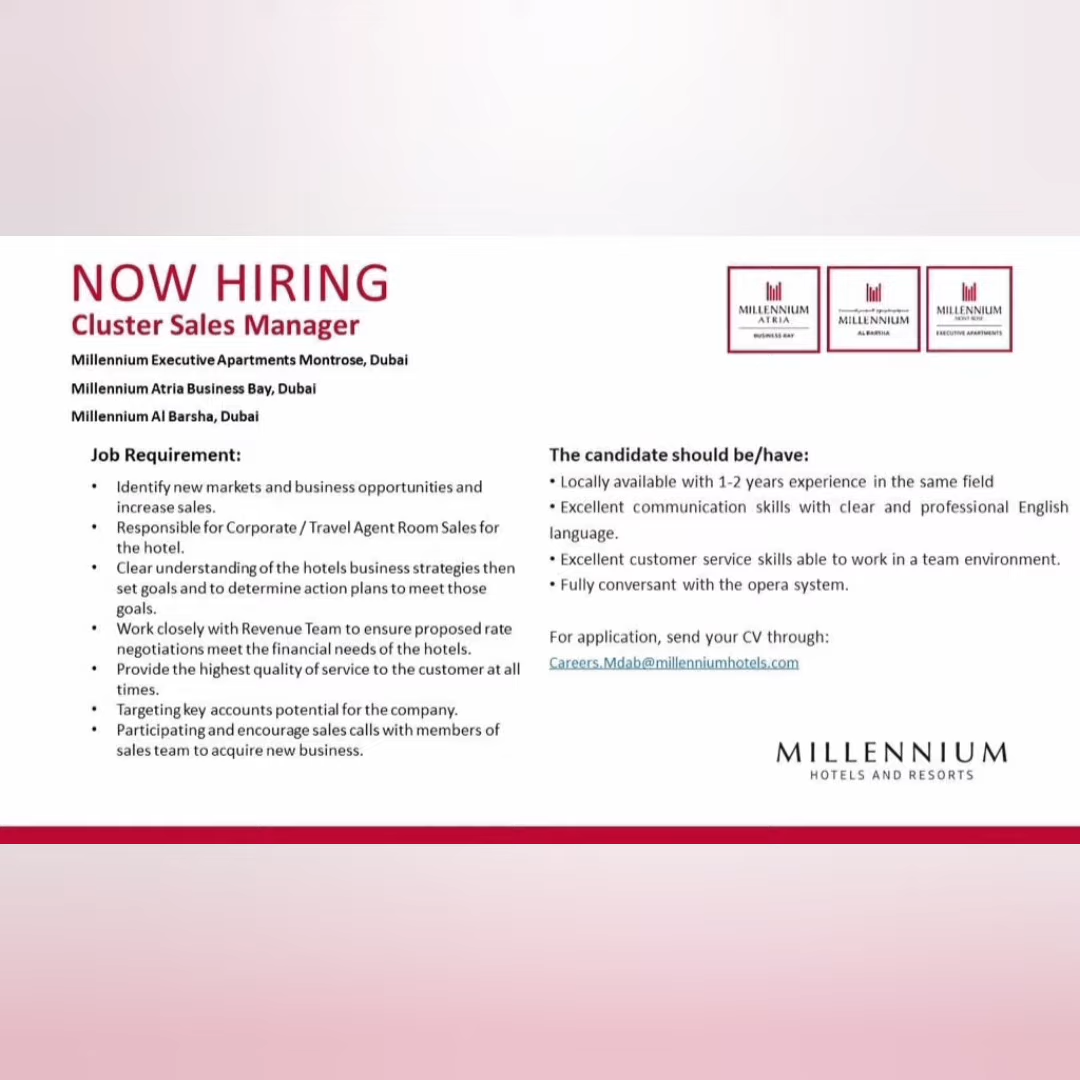 NOW HIRING
Cluster Sales Manager
Millennium Executive Apartments Montrose, Dubai
Millennium Atria Business Bay, Dubai
Millennium Al Barsha, Dubai
MILLENNIUM
ATRIA
BUSINESS BAY
MILLENNIUM
AL BARSHA
MILLENNIUM
MONT ROSE
EXECUTIVE APARTMENTS
Job Requirement:
• Identify new markets and business opportunities and
increase sales.
• Responsible for Corporate / Travel Agent Room Sales for
the hotel.
• Clear understanding of the hotels business strategies then
set goals and to determine action plans to meet those
goals.
• Work closely with Revenue Team to ensure proposed rate
negotiations meet the financial needs of the hotels.
• Provide the highest quality of service to the customer at all
times.
• Targeting key accounts potential for the company.
• Participating and encourage sales calls with members of
sales team to acquire new business.
The candidate should be/have:
• Locally available with 1-2 years experience in the same field
• Excellent communication skills with clear and professional English
language.
• Excellent customer service skills able to work in a team environment.
• Fully conversant with the opera system.
For application, send your CV through:
Careers.Mdab@millenniumhotels.com
MILLENNIUM
HOTELS AND RESORTS